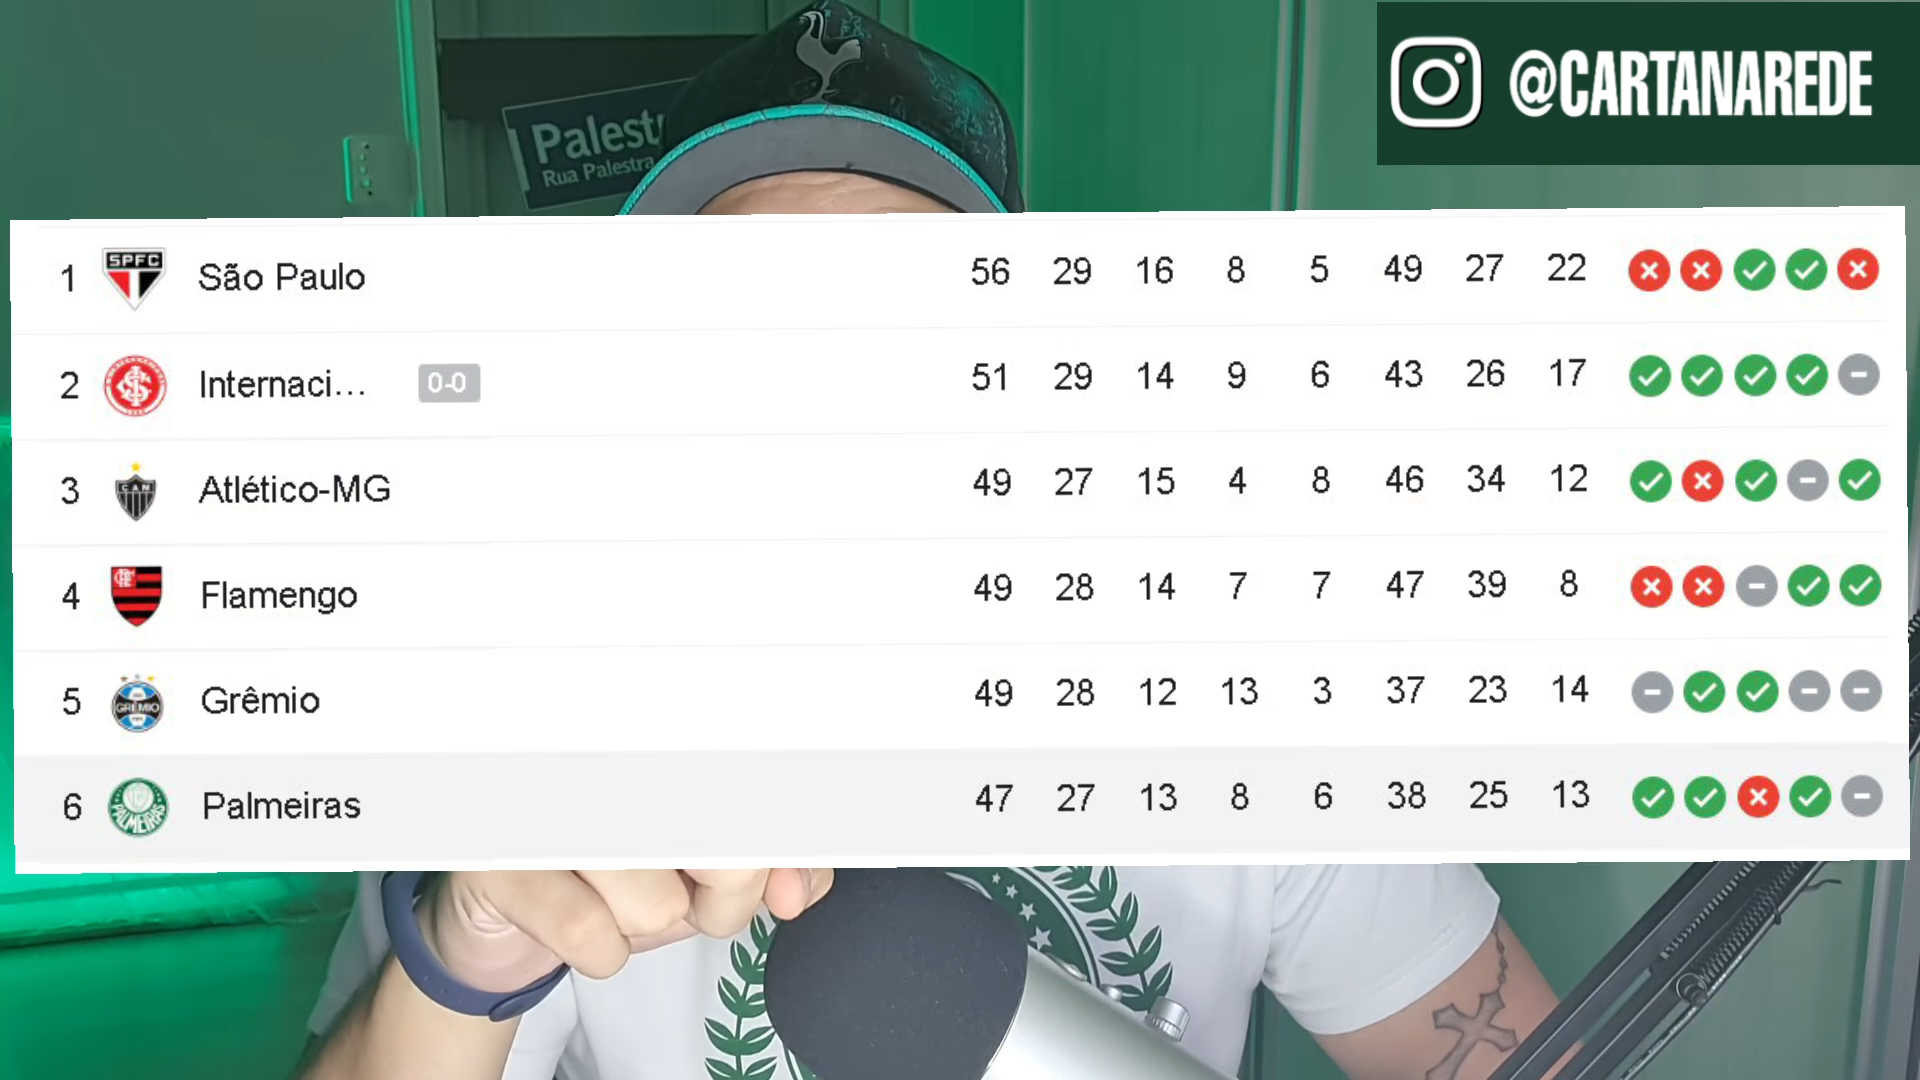 @CARTANAREDE
Palest
Rua Palestra
1 SPFC São Paulo 56 29 16 8 5 49 27 22
2 Internaci... 0-0 51 29 14 9 6 43 26 17
3 CAM Atlético-MG 49 27 15 4 8 46 34 12
4 Flamengo 49 28 14 7 7 47 39 8
5 GRÊMIO Grêmio 49 28 12 13 3 37 23 14
6 PALMEIRAS Palmeiras 47 27 13 8 6 38 25 13